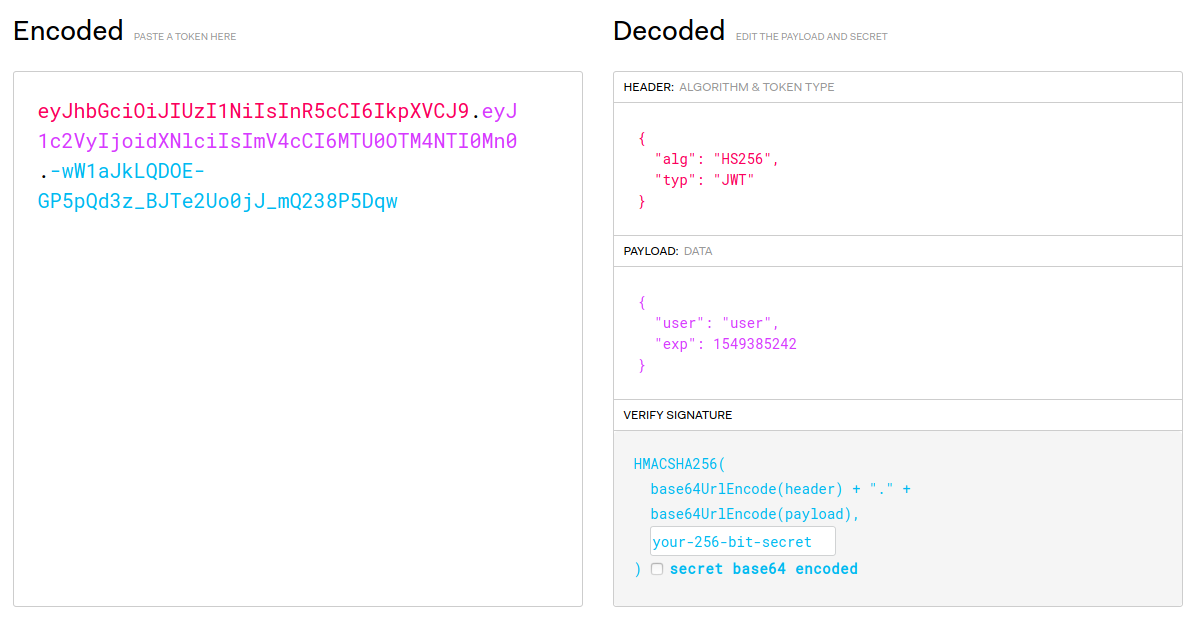 Encoded PASTE A TOKEN HERE
eyJhbGciOiJIUzI1NiIsInR5cCI6IkpXVCJ9.eyJ
1c2VyIjoidXNlciIsImV4cCI6MTU0OTM4NTI0Mn0
.-wW1aJkLQDOE-
GP5pQd3z_BJTe2Uo0jJ_mQ238P5Dqw
Decoded EDIT THE PAYLOAD AND SECRET
HEADER: ALGORITHM & TOKEN TYPE
{
"alg": "HS256",
"typ": "JWT"
}
PAYLOAD: DATA
{
"user": "user",
"exp": 1549385242
}
VERIFY SIGNATURE
HMACSHA256(
base64UrlEncode(header) + "." +
base64UrlEncode(payload),
your-256-bit-secret
) secret base64 encoded